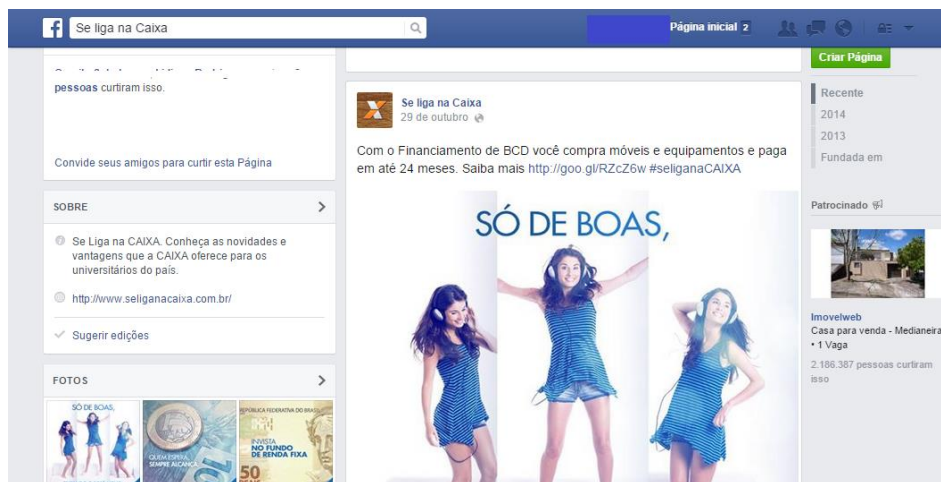 Se liga na Caixa
Página inicial 2
pessoas curtiram isso.
Convide seus amigos para curtir esta Página
SOBRE
Se Liga na CAIXA. Conheça as novidades e
vantagens que a CAIXA oferece para os
universitários do país.
http://www.seliganacaixa.com.br/
Sugerir edições
FOTOS
SÓ DE BOAS,
QUEM ESPERA,
SEMPRE ALCANÇA
REPÚBLICA FEDERATIVA DO BRASIL
INVISTA
NO FUNDO
DE RENDA FIXA
50
Se liga na Caixa
29 de outubro
Com o Financiamento de BCD você compra móveis e equipamentos e paga
em até 24 meses. Saiba mais http://goo.gl/RZcZ6w #seliganaCAIXA
SÓ DE BOAS,
Criar Página
Recente
2014
2013
Fundada em
Patrocinado
Imovelweb
Casa para venda - Medianeira
• 1 Vaga
2.186.387 pessoas curtiram
isso